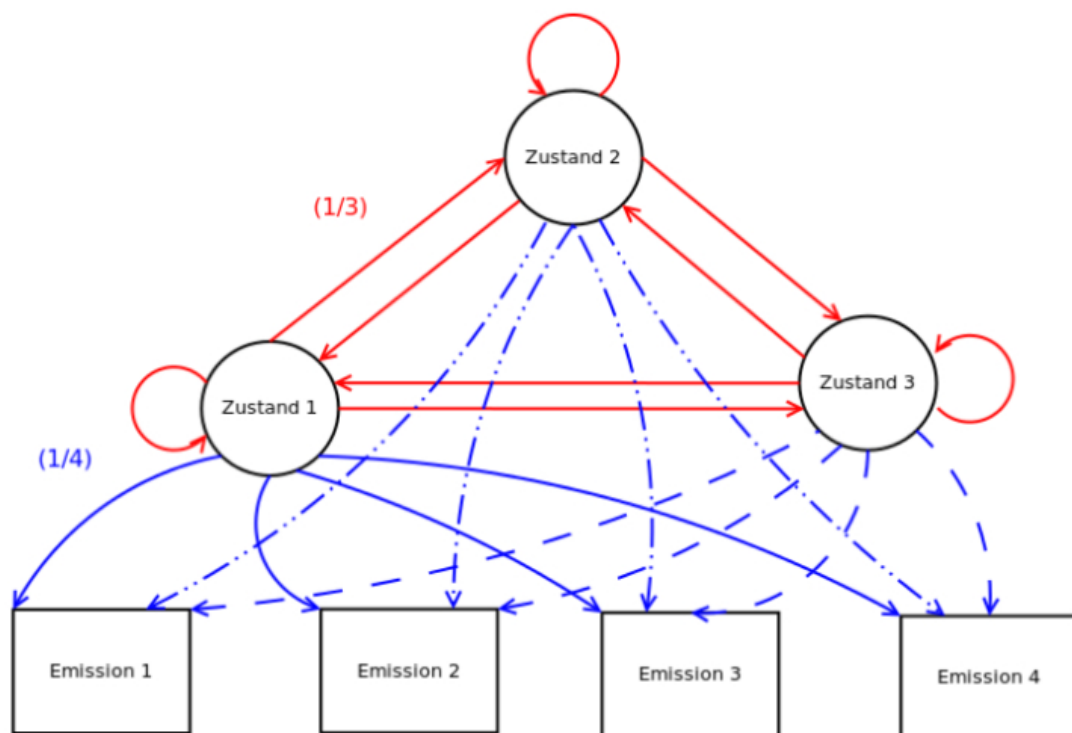 Zustand 2
(1/3)
Zustand 3
Zustand 1
(1/4)
Emission 1
Emission 2
Emission 3
Emission 4